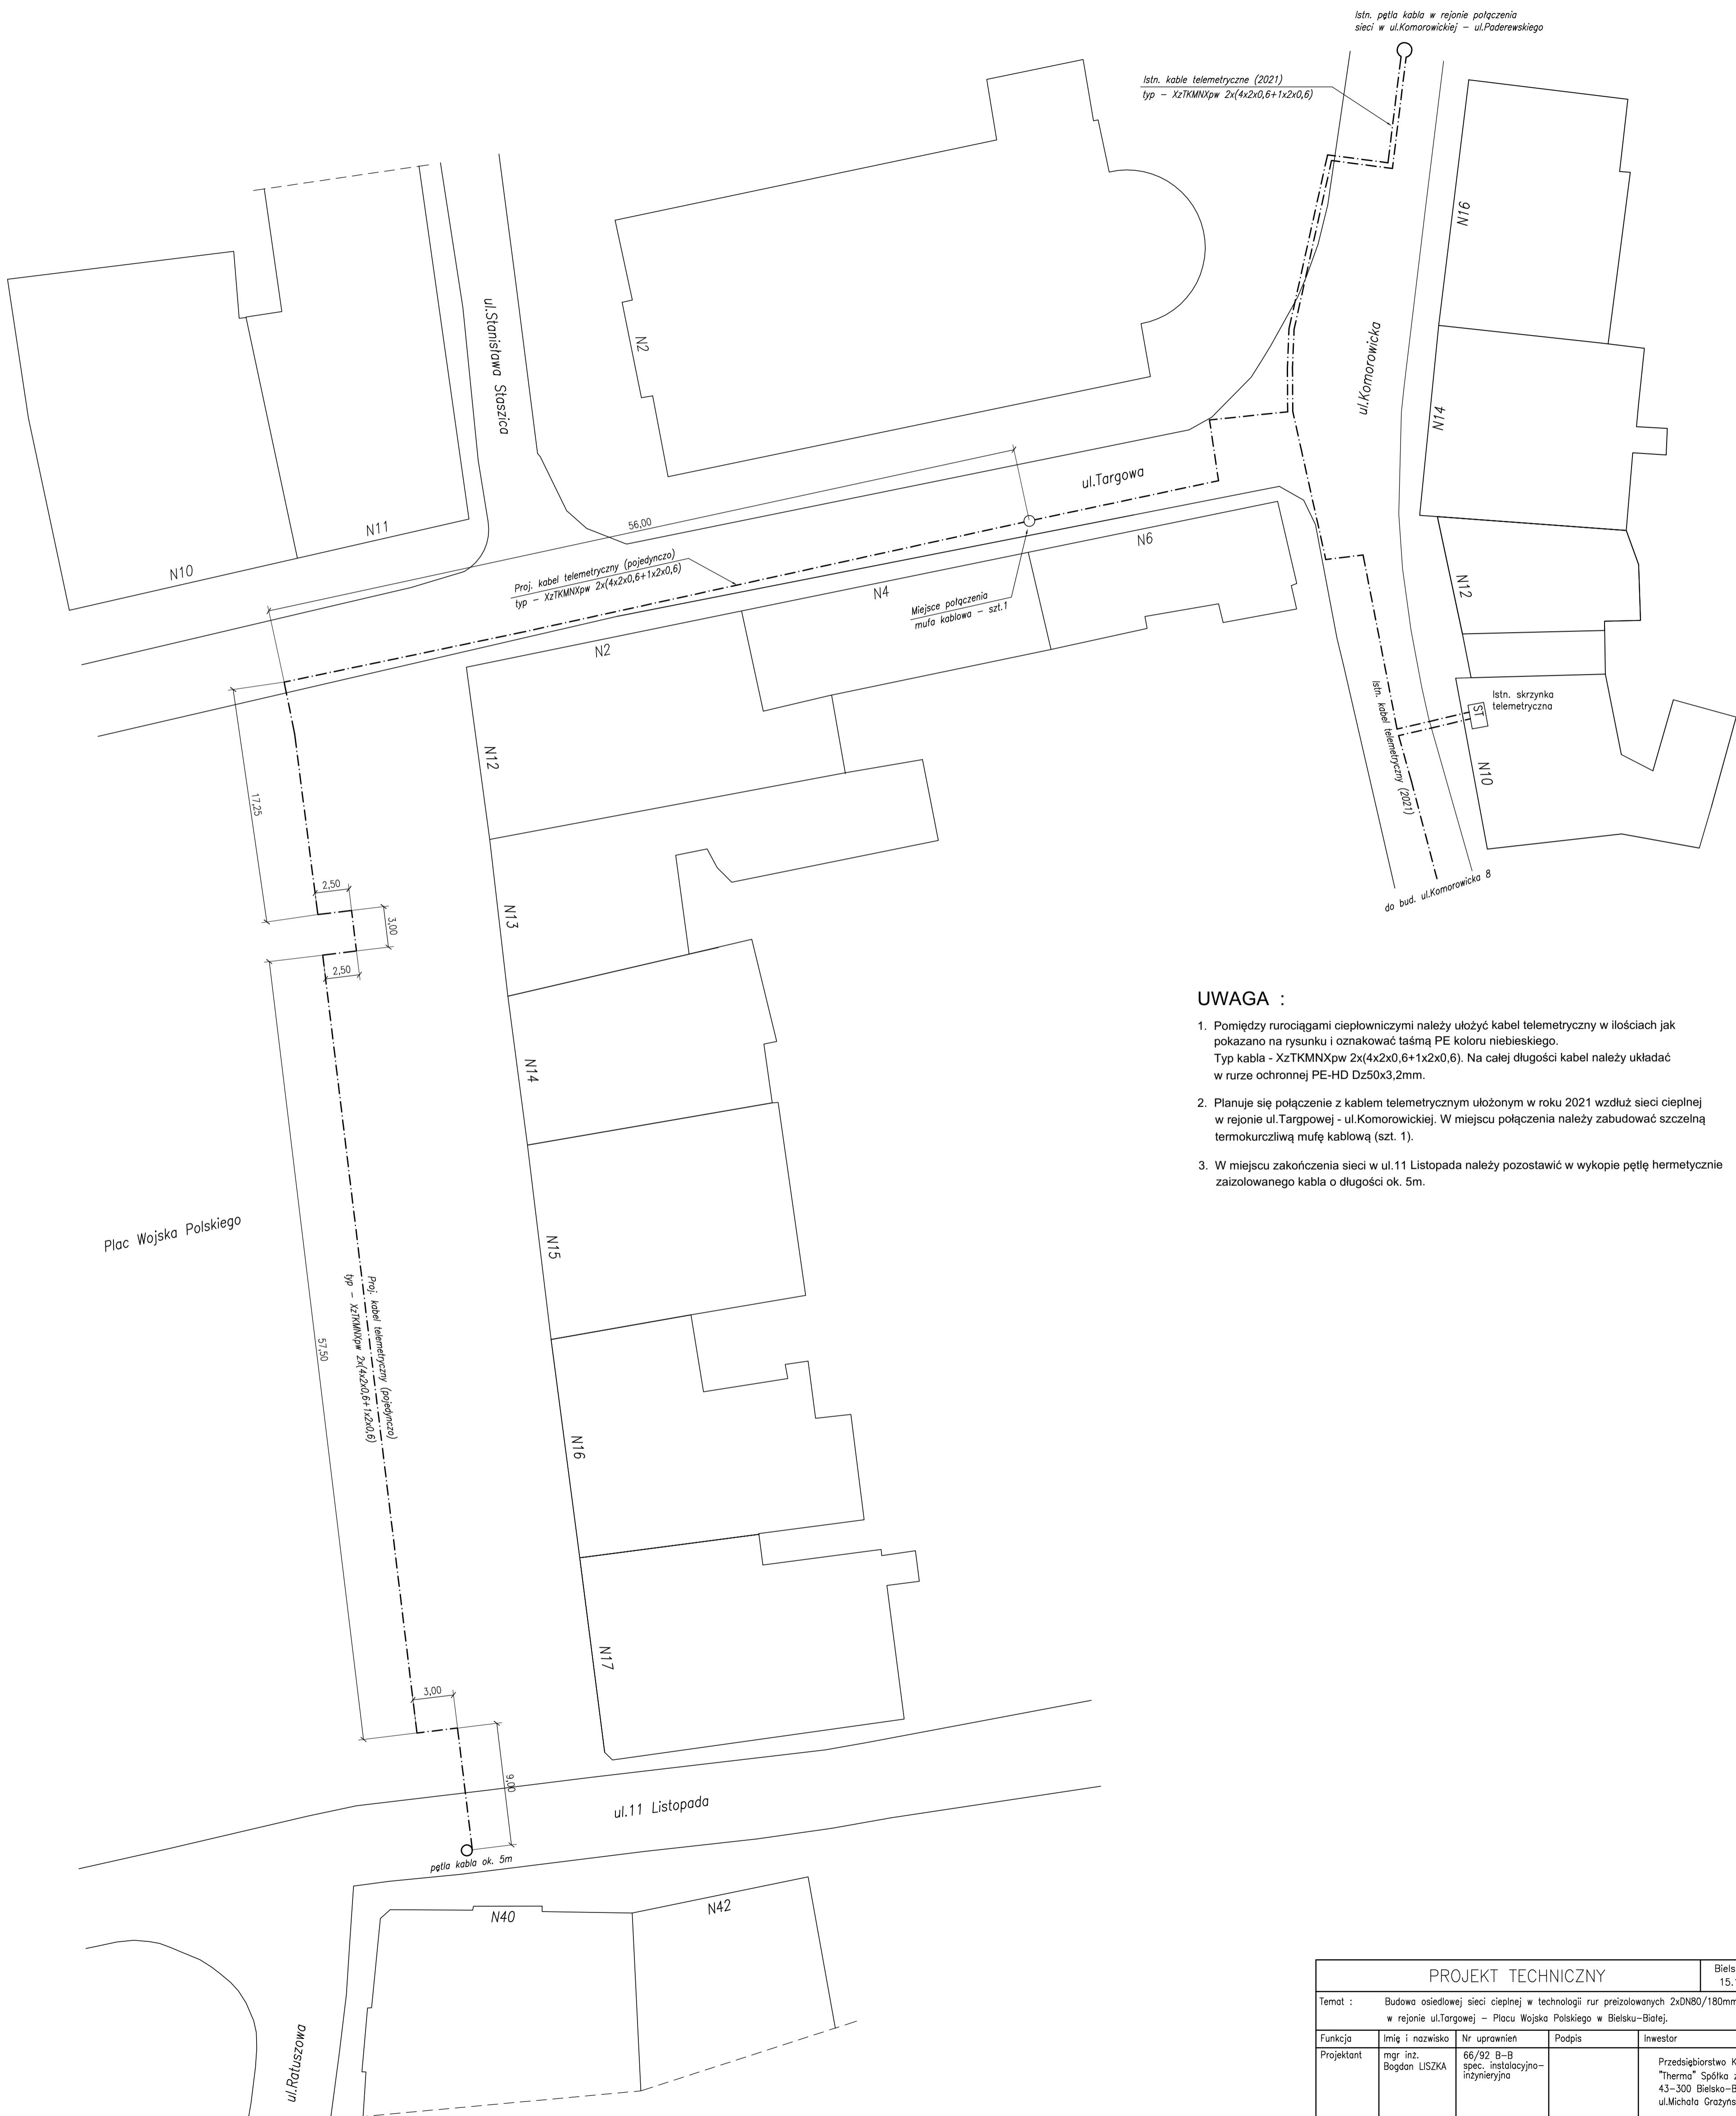 Istn. pętla kabla w rejonie połączenia
sieci w ul.Komorowickiej – ul.Paderewskiego
Istn. kable telemetryczne (2021)
typ – XzTKMNXpw 2x(4x2x0,6+1x2x0,6)
N16
ul.Stanisława Staszica
N2
ul.Komorowicka
N14
ul.Targowa
56,00
N11
N10
N6
Proj. kabel telemetryczny (pojedynczo)
typ – XzTKMNXpw 2x(4x2x0,6+1x2x0,6)
N4
Miejsce połączenia
mufa kablowa – szt.1
N12
N2
Istn. kabel telemetryczny (2021)
Istn. skrzynka
telemetryczna
ST
N10
N12
17,25
2,50
3,00
2,50
N13
do bud. ul.Komorowicka 8
UWAGA :
1. Pomiędzy rurociągami ciepłowniczymi należy ułożyć kabel telemetryczny w ilościach jak
pokazano na rysunku i oznakować taśmą PE koloru niebieskiego.
Typ kabla - XzTKMNXpw 2x(4x2x0,6+1x2x0,6). Na całej długości kabel należy układać
w rurze ochronnej PE-HD Dz50x3,2mm.
2. Planuje się połączenie z kablem telemetrycznym ułożonym w roku 2021 wzdłuż sieci cieplnej
w rejonie ul.Targpowej - ul.Komorowickiej. W miejscu połączenia należy zabudować szczelną
termokurczliwą mufę kablową (szt. 1).
3. W miejscu zakończenia sieci w ul.11 Listopada należy pozostawić w wykopie pętlę hermetycznie
zaizolowanego kabla o długości ok. 5m.
N14
Plac Wojska Polskiego
N15
Proj. kabel telemetryczny (pojedynczo)
typ – XzTKMNXpw 2x(4x2x0,6+1x2x0,6)
57,50
N16
N17
3,00
9,00
ul.11 Listopada
pętla kabla ok. 5m
N40
N42
ul.Ratuszowa
PROJEKT TECHNICZNY
Biels
15.1
Temat : Budowa osiedlowej sieci cieplnej w technologii rur preizolowanych 2xDN80/180mm
w rejonie ul.Targowej – Placu Wojska Polskiego w Bielsku–Białej.
Funkcja Imię i nazwisko Nr uprawnien Podpis Inwestor
Projektant mgr inż.
Bogdan LISZKA
66/92 B–B
spec. instalacyjno–
inżynieryjna
Przedsiębiorstwo K
"Therma" Spółka z
43–300 Bielsko–B
ul.Michała Grażyńs